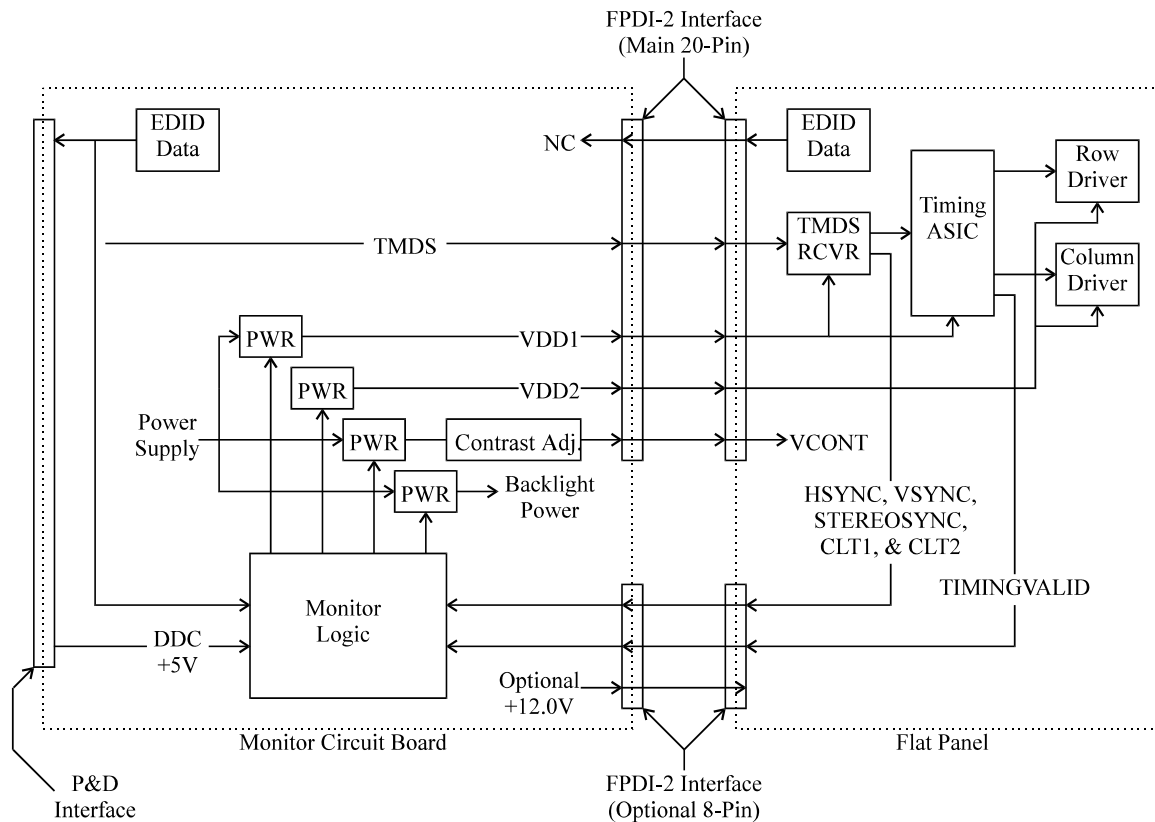 FPDI-2 Interface
(Main 20-Pin)
EDID
Data
NC
EDID
Data
Timing
ASIC
Row
Driver
TMDS
TMDS
RCVR
Column
Driver
PWR
VDD1
PWR
VDD2
Power
Supply
PWR
Contrast Adj.
VCONT
PWR
Backlight
Power
HSYNC, VSYNC,
STEREOSYNC,
CLT1, & CLT2
TIMINGVALID
Monitor
Logic
DDC
+5V
Optional
+12.0V
Monitor Circuit Board
Flat Panel
P&D
Interface
FPDI-2 Interface
(Optional 8-Pin)